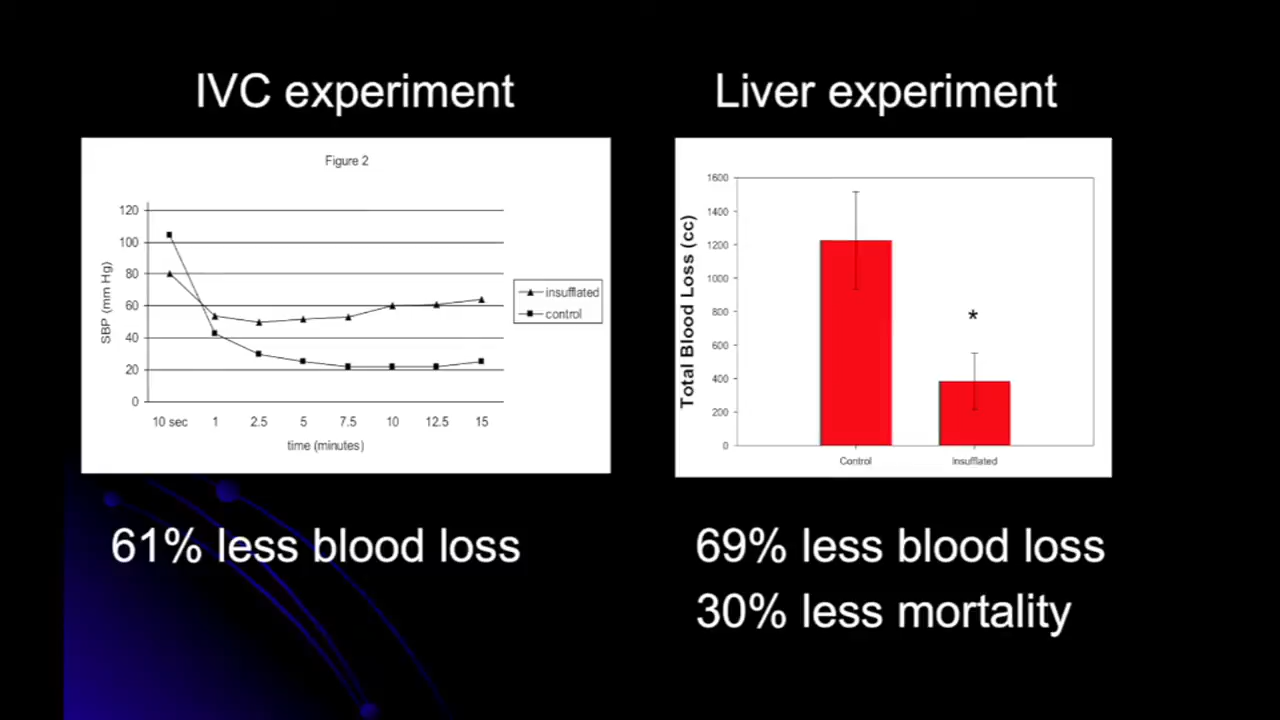 IVC experiment
Figure 2
120
100
80
60
40
20
0
SBP (mm Hg)
10 sec 1 2.5 5 7.5 10 12.5 15
time (minutes)
insufflated
control
61% less blood loss
Liver experiment
1600
1400
1200
1000
800
600
400
200
0
Total Blood Loss (cc)
*
Control Insufflated
69% less blood loss
30% less mortality